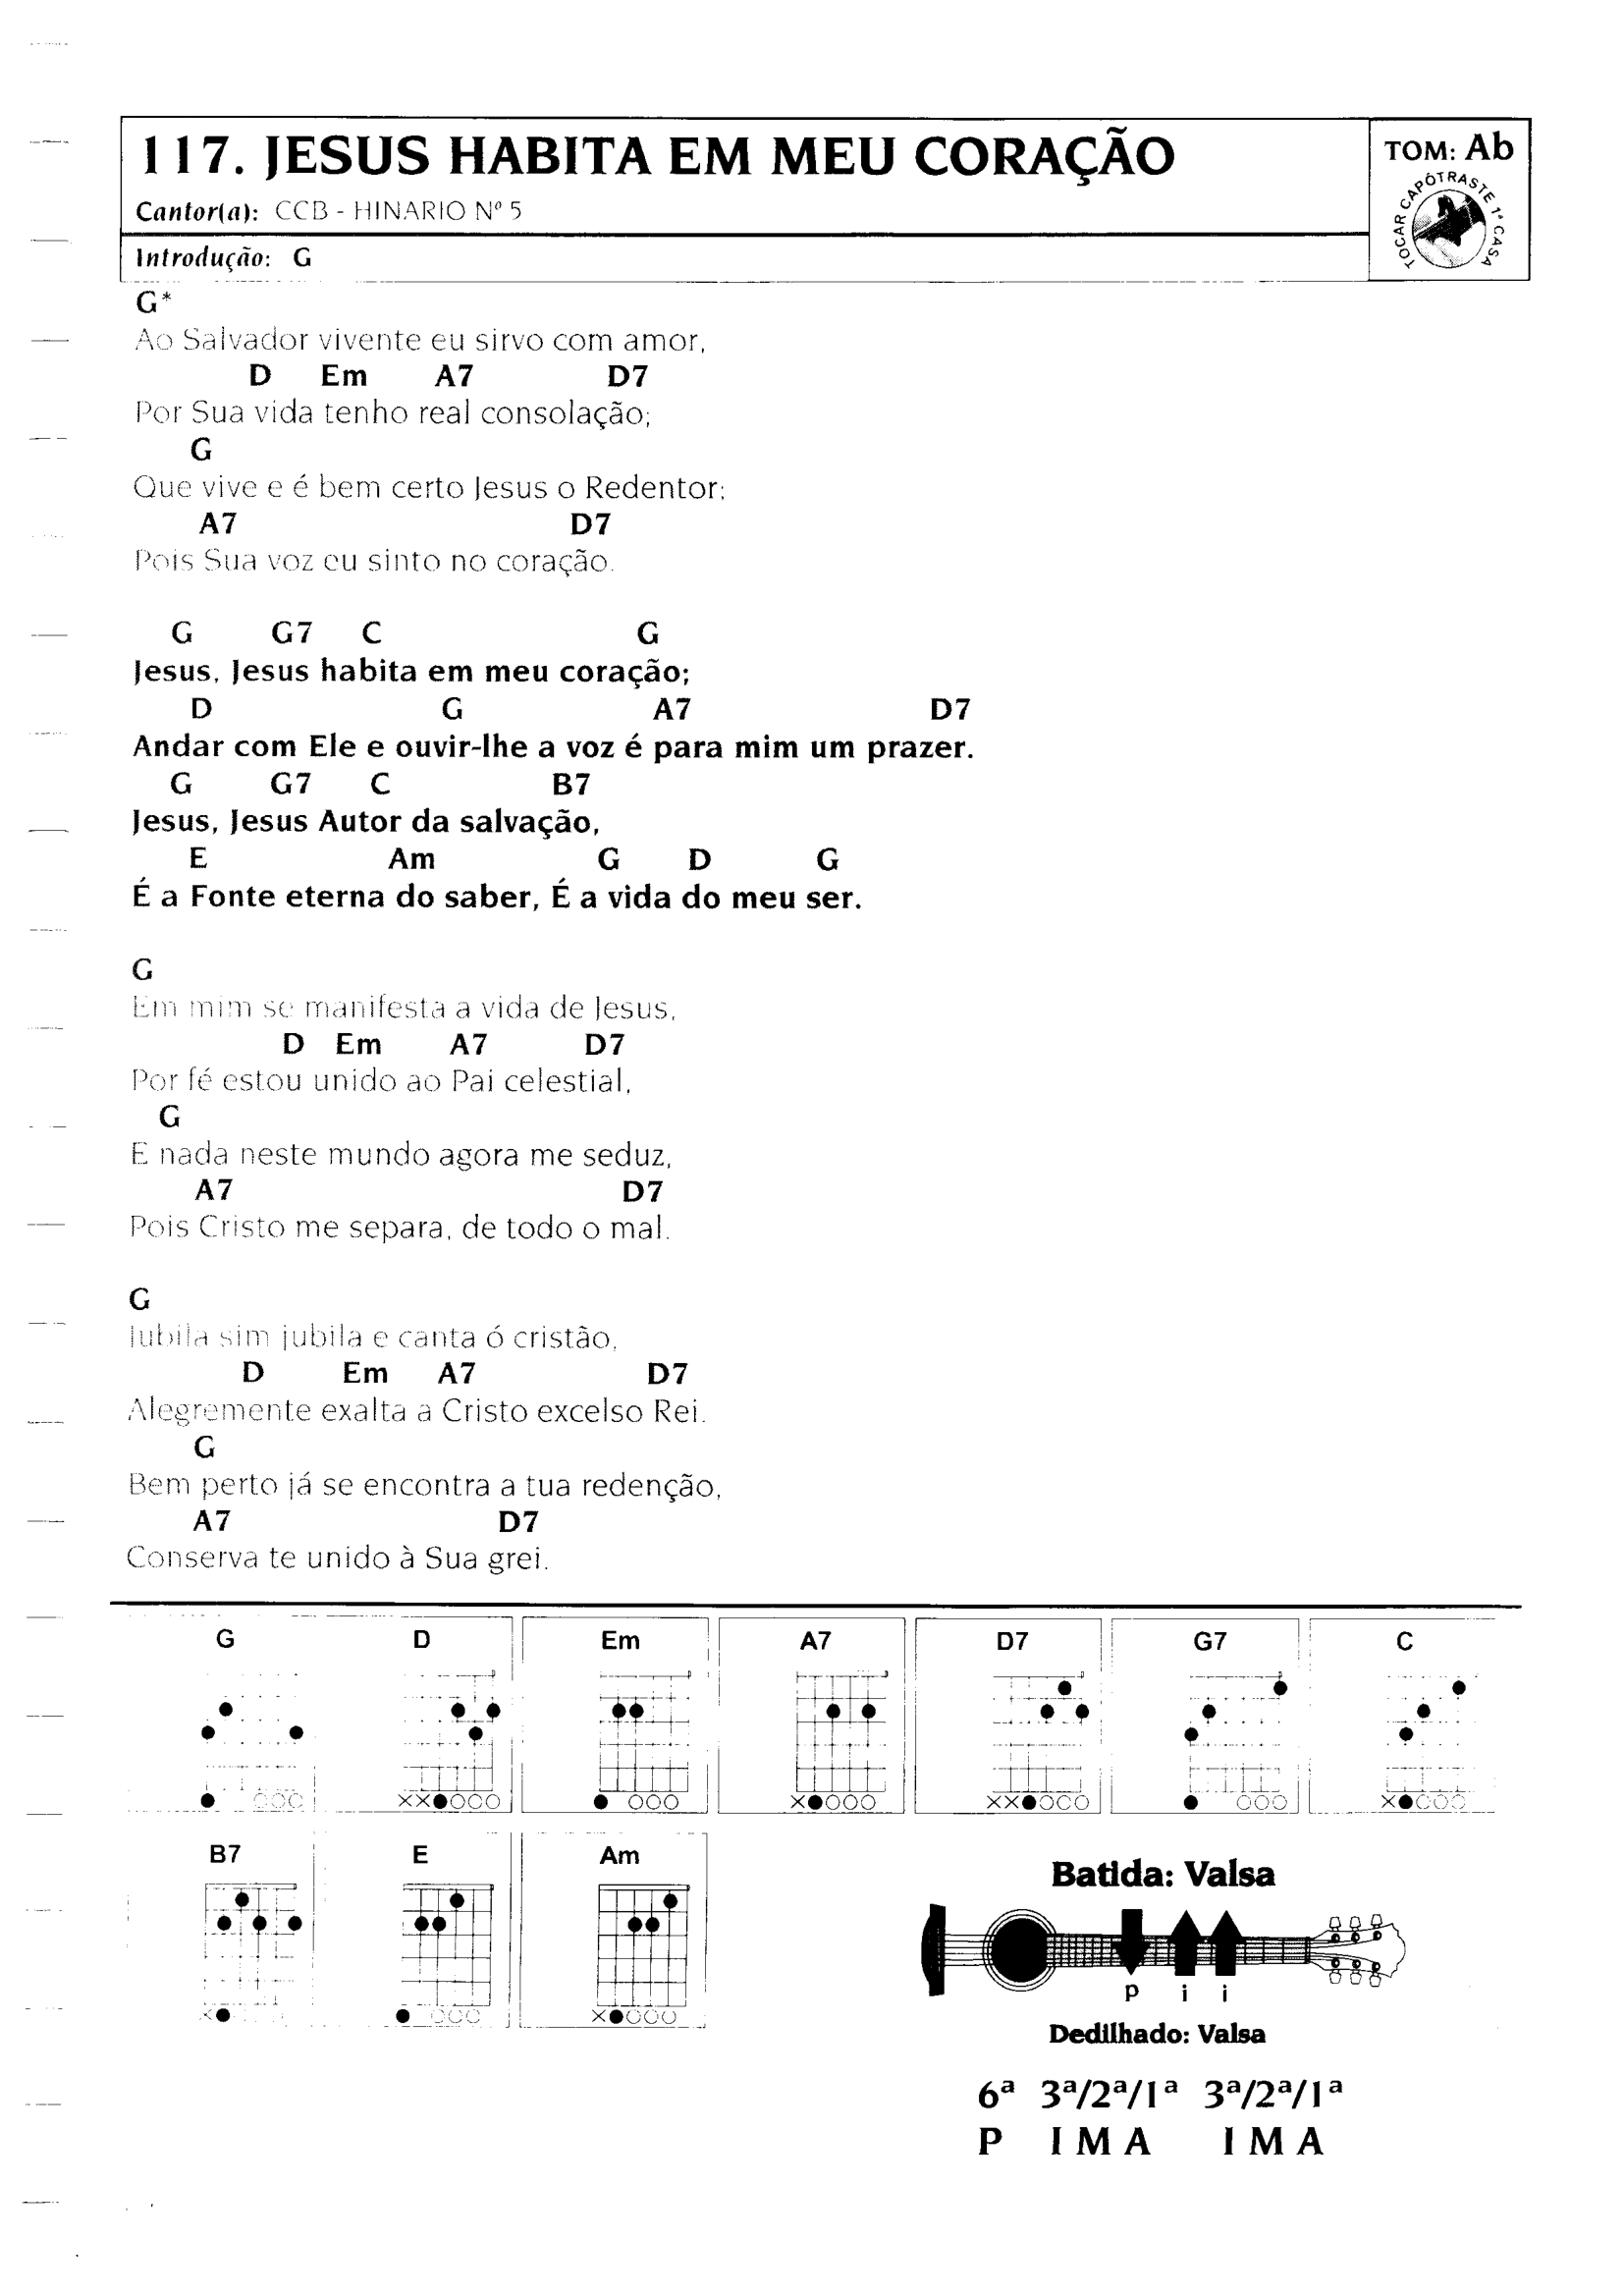 117. JESUS HABITA EM MEU CORAÇÃO
TOM: Ab
TOCAR CAPÓTRASTE 1ª CASA
Cantor(a): CCB - HINARIO Nº 5
Introdução: G
G*
Ao Salvador vivente eu sirvo com amor,
D Em A7 D7
Por Sua vida tenho real consolação;
G
Que vive e é bem certo Jesus o Redentor;
A7 D7
Pois Sua voz eu sinto no coração.
G G7 C G
Jesus, Jesus habita em meu coração;
D G A7 D7
Andar com Ele e ouvir-lhe a voz é para mim um prazer.
G G7 C B7
Jesus, Jesus Autor da salvação,
E Am G D G
É a Fonte eterna do saber, É a vida do meu ser.
G
Em mim se manifesta a vida de Jesus,
D Em A7 D7
Por fé estou unido ao Pai celestial,
G
E nada neste mundo agora me seduz,
A7 D7
Pois Cristo me separa, de todo o mal.
G
Jubila sim jubila e canta ó cristão,
D Em A7 D7
Alegremente exalta a Cristo excelso Rei.
G
Bem perto já se encontra a tua redenção,
A7 D7
Conserva te unido à Sua grei.
G D Em A7 D7 G7 C
B7 E Am
Batida: Valsa
p i i
Dedilhado: Valsa
6ª 3ª/2ª/1ª 3ª/2ª/1ª
P I M A I M A